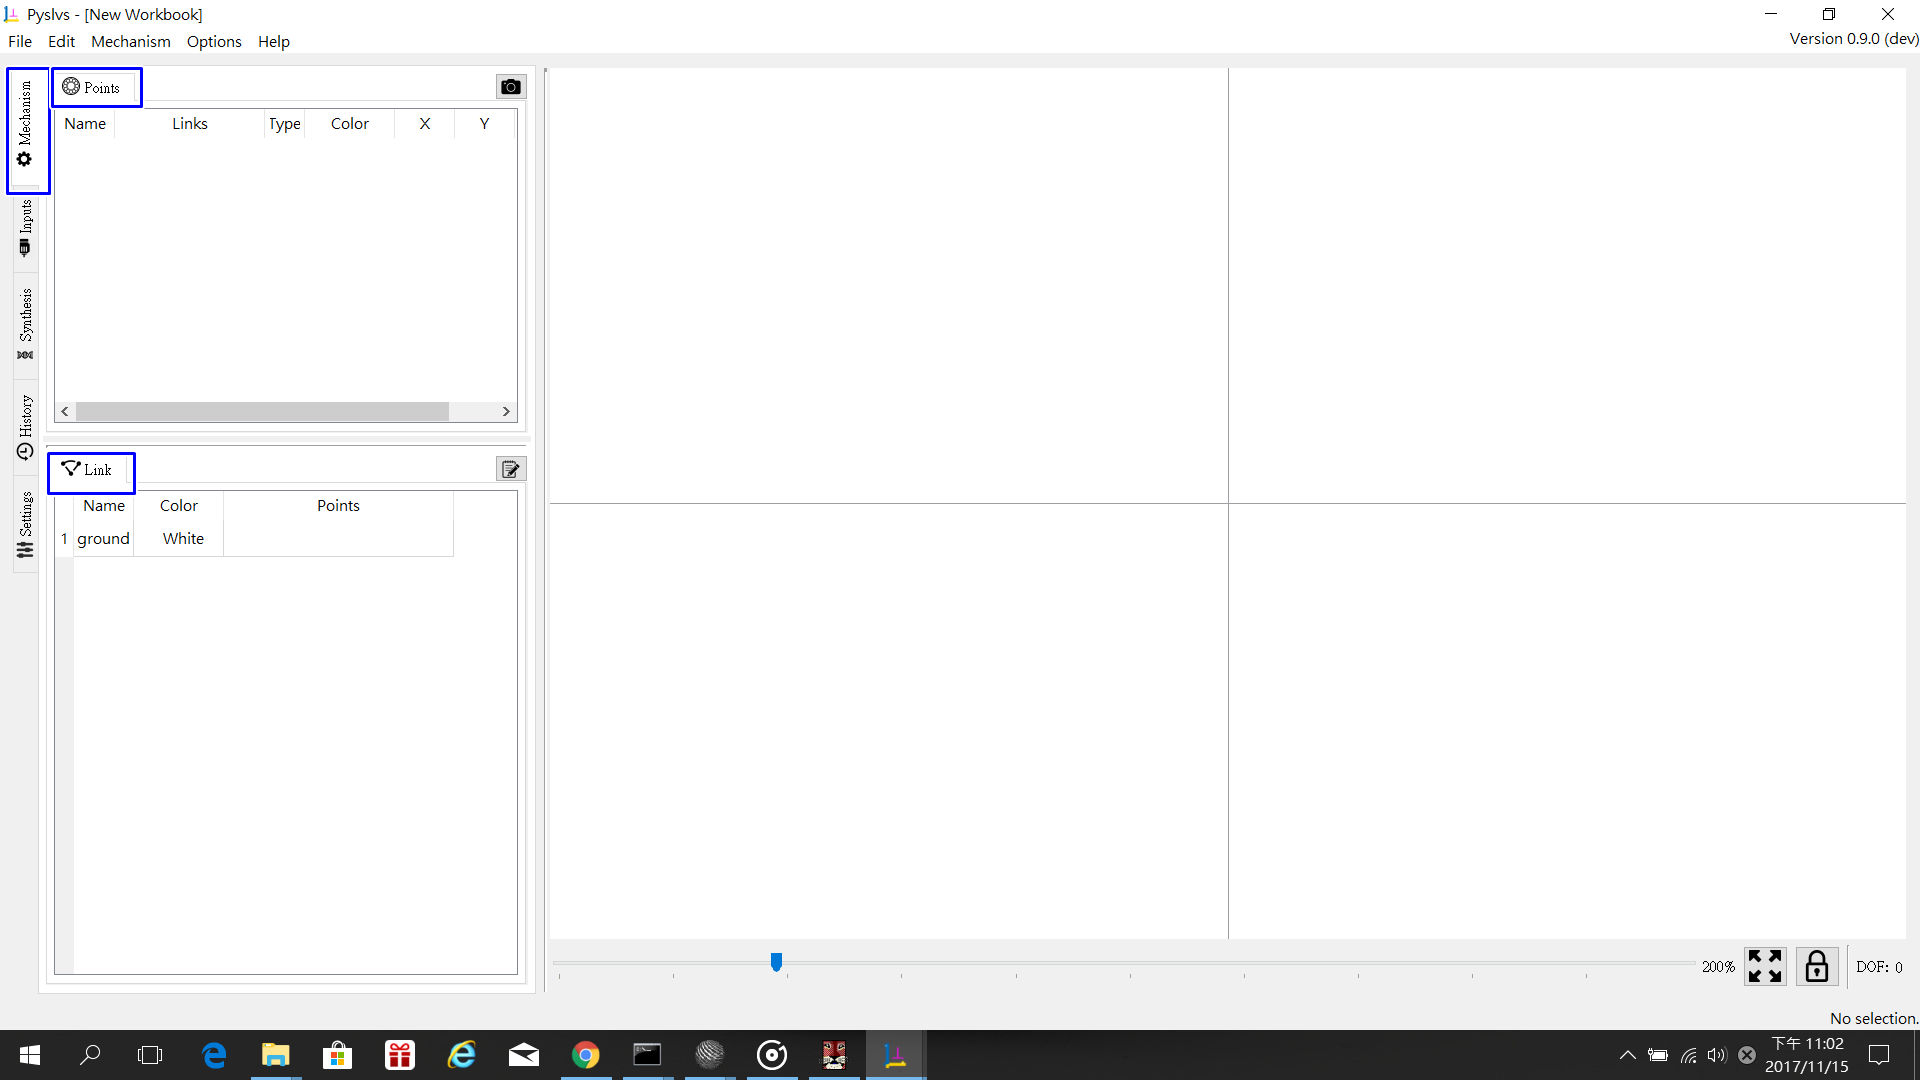 Pyslvs - [New Workbook]
File Edit Mechanism Options Help
Version 0.9.0 (dev)
Mechanism
Inputs
Synthesis
History
Settings
Points
Name Links Type Color X Y
Link
Name Color Points
1 ground White
200%
DOF: 0
No selection.
下午 11:02
2017/11/15